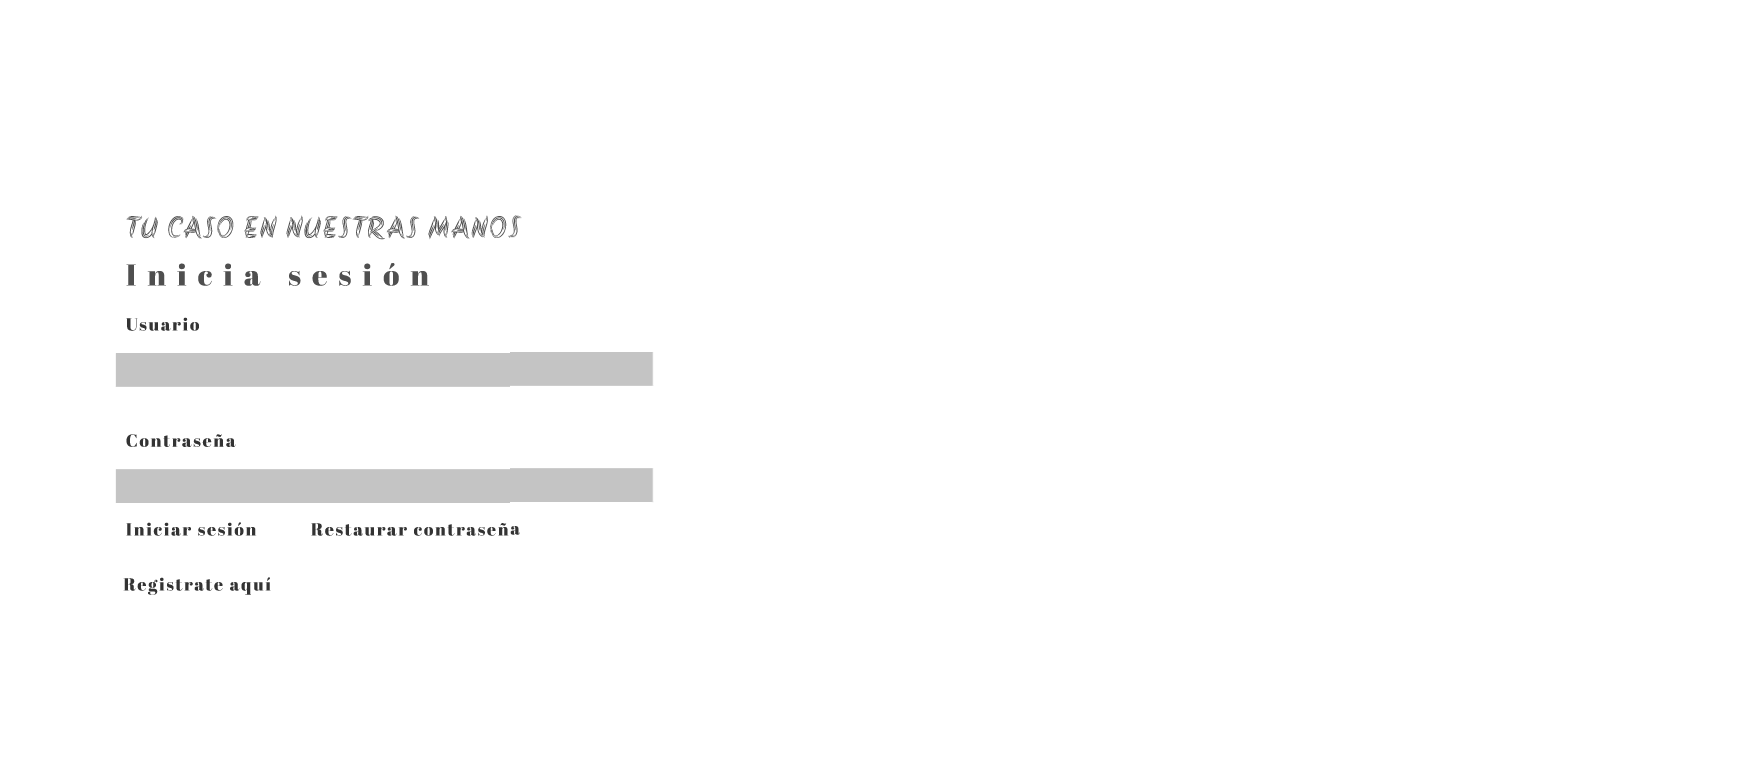 TU CASO EN NUESTRAS MANOS
Inicia sesión
Usuario
Contraseña
Iniciar sesión Restaurar contraseña
Registrate aquí